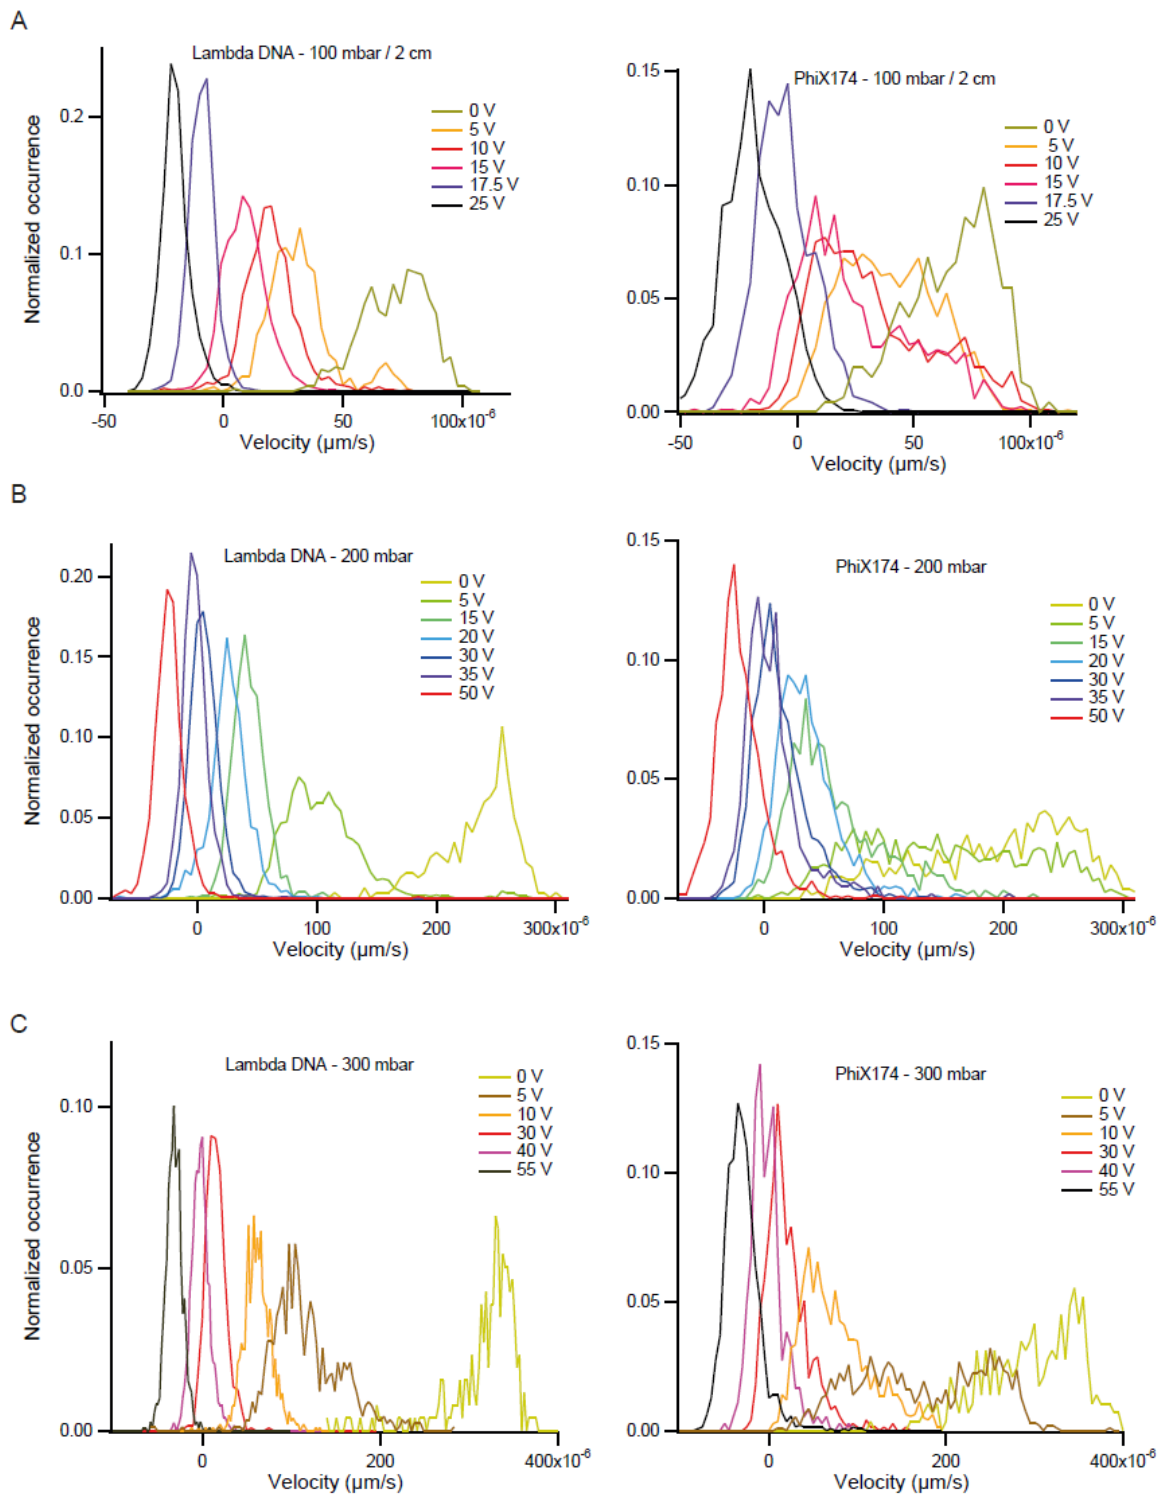 A
Lambda DNA - 100 mbar / 2 cm
0 V
5 V
10 V
15 V
17.5 V
25 V
Normalized occurrence
0.2
0.1
0.0
-50
0
50
100x10-6
Velocity (µm/s)
PhiX174 - 100 mbar / 2 cm
0 V
5 V
10 V
15 V
17.5 V
25 V
0.15
0.10
0.05
0.00
-50
0
50
100x10-6
Velocity (µm/s)
B
Lambda DNA - 200 mbar
0 V
5 V
15 V
20 V
30 V
35 V
50 V
Normalized occurrence
0.20
0.15
0.10
0.05
0.00
0
100
200
300x10-6
Velocity (µm/s)
PhiX174 - 200 mbar
0 V
5 V
15 V
20 V
30 V
35 V
50 V
0.15
0.10
0.05
0.00
0
100
200
300x10-6
Velocity (µm/s)
C
Lambda DNA - 300 mbar
0 V
5 V
10 V
30 V
40 V
55 V
Normalized occurrence
0.10
0.05
0.00
0
200
400x10-6
Velocity (µm/s)
PhiX174 - 300 mbar
0 V
5 V
10 V
30 V
40 V
55 V
0.15
0.10
0.05
0.00
0
200
400x10-6
Velocity (µm/s)